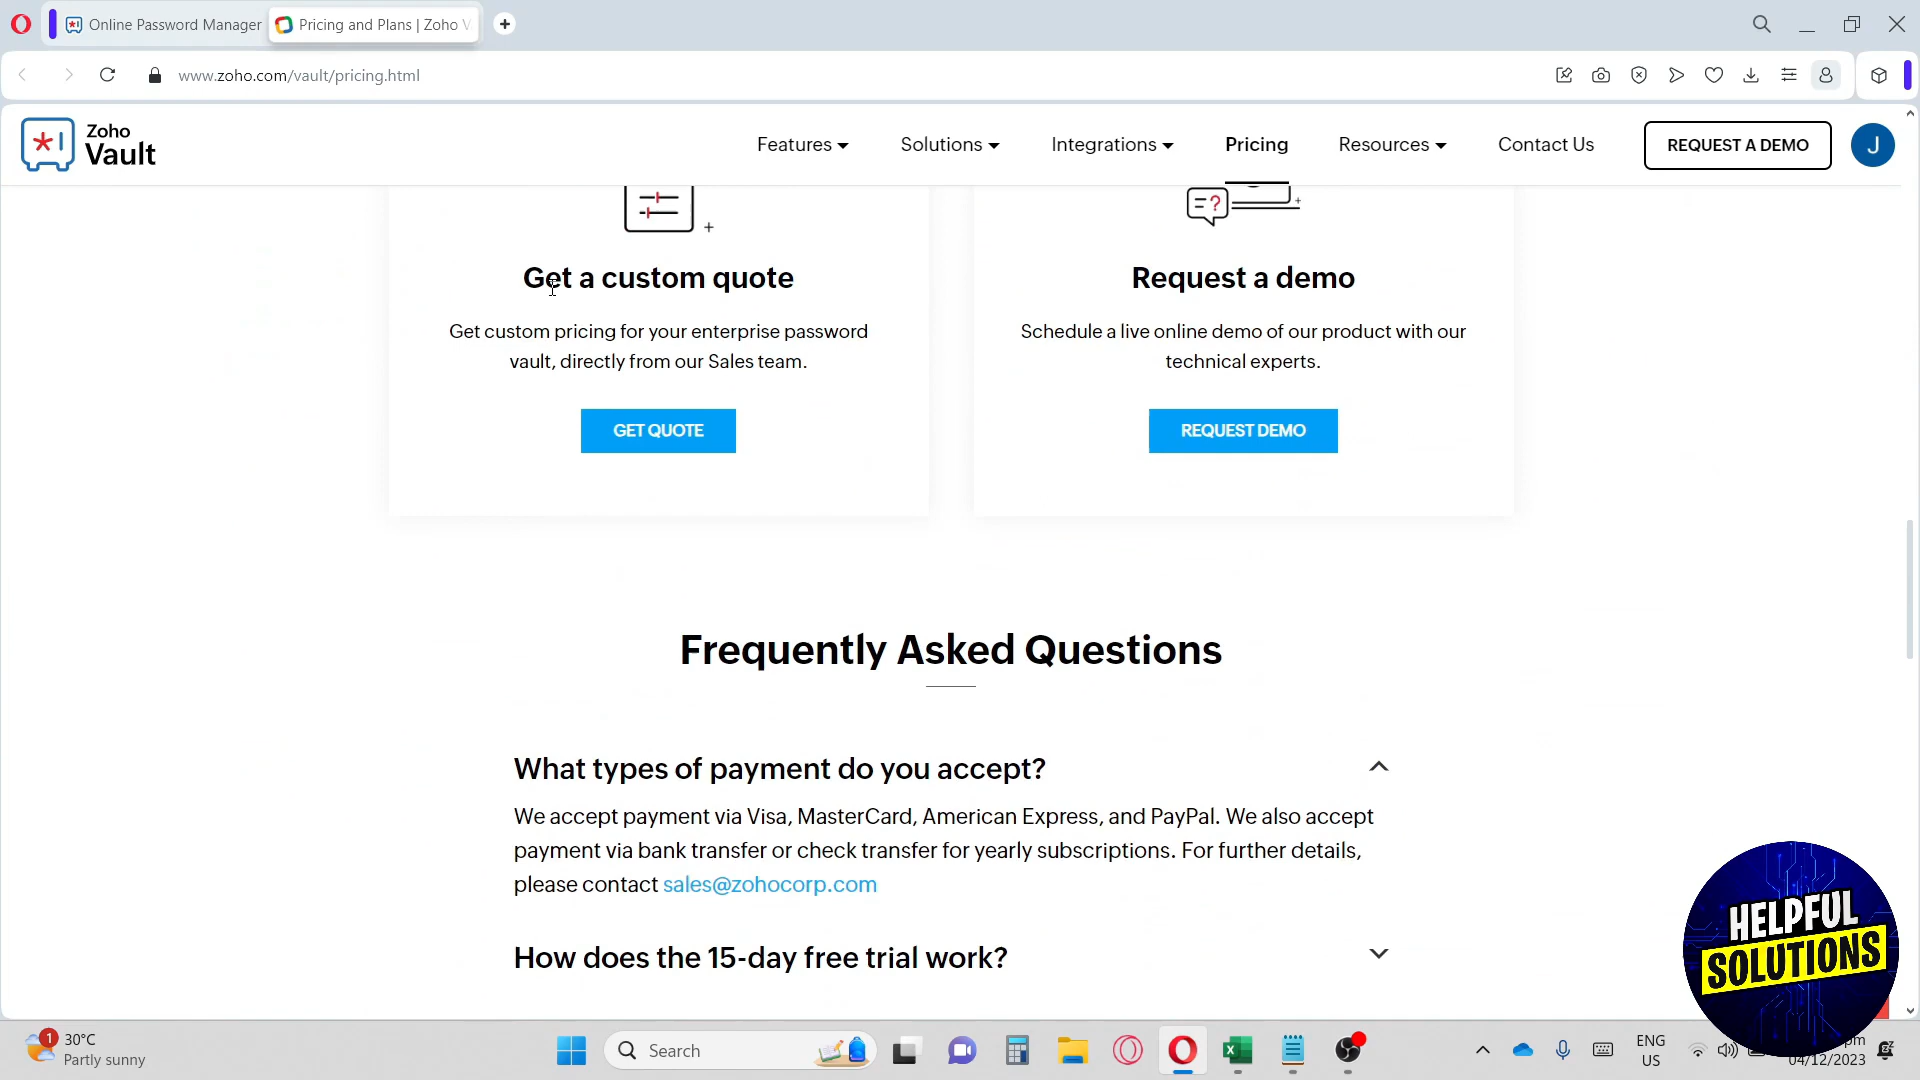 Online Password Manager
Pricing and Plans | Zoho V
www.zoho.com/vault/pricing.html
Zoho
Vault
Features
Solutions
Integrations
Pricing
Resources
Contact Us
REQUEST A DEMO
J
Get a custom quote
Get custom pricing for your enterprise password
vault, directly from our Sales team.
GET QUOTE
Request a demo
Schedule a live online demo of our product with our
technical experts.
REQUEST DEMO
Frequently Asked Questions
What types of payment do you accept?
We accept payment via Visa, MasterCard, American Express, and PayPal. We also accept
payment via bank transfer or check transfer for yearly subscriptions. For further details,
please contact sales@zohocorp.com
How does the 15-day free trial work?
HELPFUL
SOLUTIONS
1
30°C
Partly sunny
Search
ENG
US
pm
04/12/2023